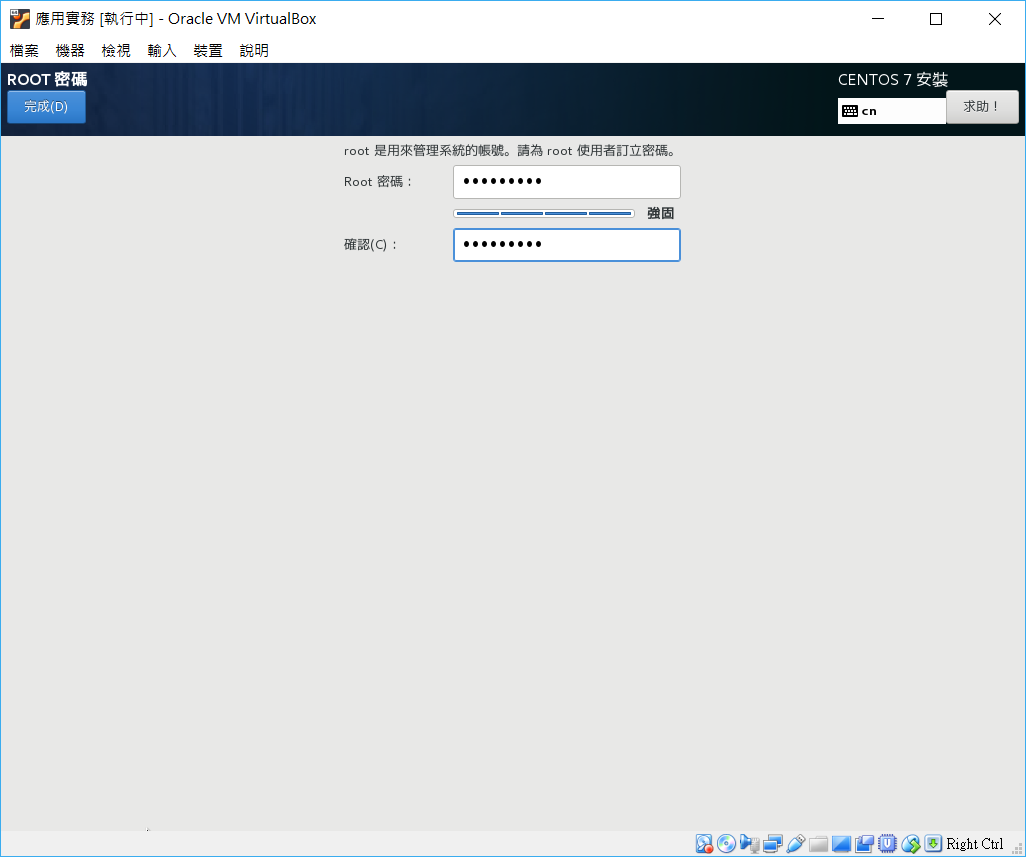 應用實務 [執行中] - Oracle VM VirtualBox
檔案 機器 檢視 輸入 裝置 說明
ROOT 密碼
完成(D)
CENTOS 7 安裝
cn
求助！
root 是用來管理系統的帳號。請為 root 使用者訂立密碼。
Root 密碼：
•••••••••
強固
確認(C)：
•••••••••
Right Ctrl